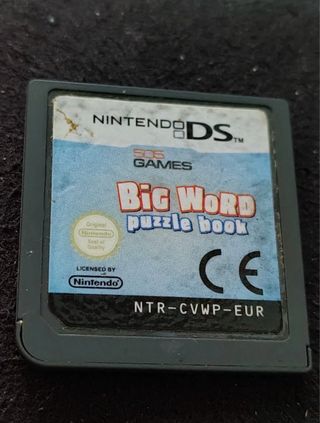 NINTENDO DS™
505
GAMES
BiG WoRD
puzzle book
Original
Nintendo
Seal of
Quality
LICENSED BY
Nintendo
CE
NTR-CVWP-EUR